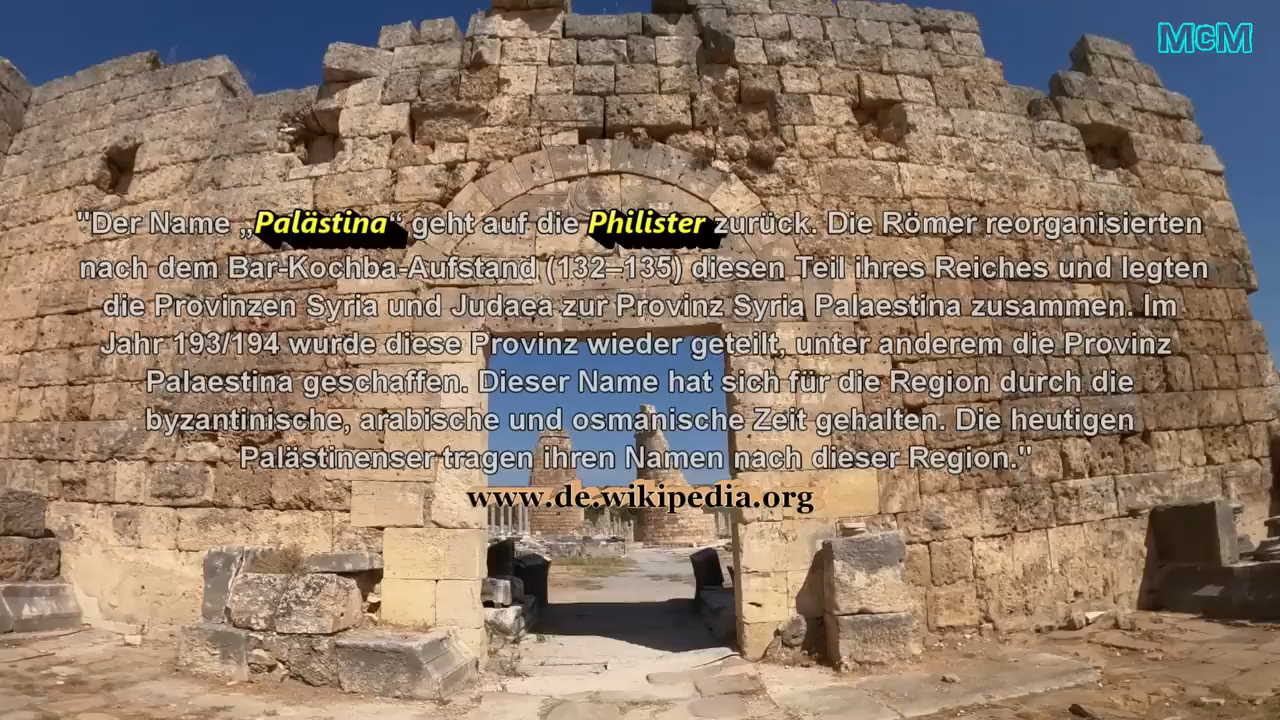 McM
"Der Name „Palästina“ geht auf die Philister zurück. Die Römer reorganisierten
nach dem Bar-Kochba-Aufstand (132–135) diesen Teil ihres Reiches und legten
die Provinzen Syria und Judaea zur Provinz Syria Palaestina zusammen. Im
Jahr 193/194 wurde diese Provinz wieder geteilt, unter anderem die Provinz
Palaestina geschaffen. Dieser Name hat sich für die Region durch die
byzantinische, arabische und osmanische Zeit gehalten. Die heutigen
Palästinenser tragen ihren Namen nach dieser Region."
www.de.wikipedia.org